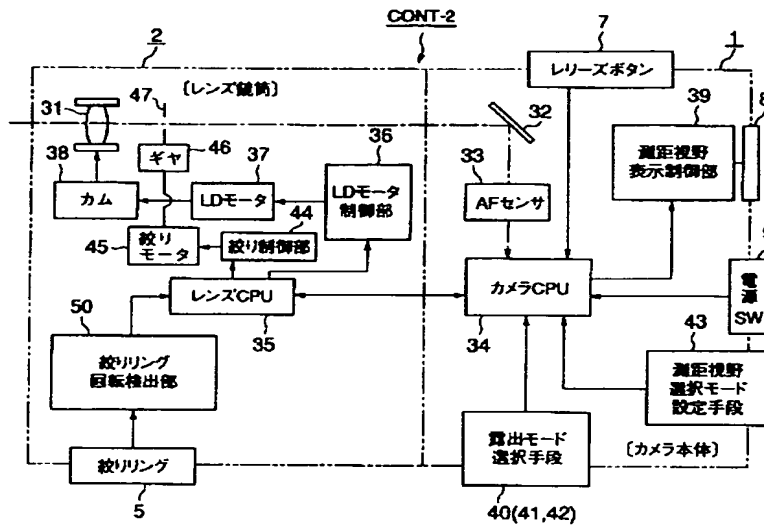 CONT-2
2
7
1
〔レンズ鏡筒〕
レリーズボタン
8
31
47
39
32
46
37
36
33
測距視野
表示制御部
38
ギヤ
カム
LDモータ
LDモータ
制御部
AFセンサ
44
45
絞り
モータ
絞り制御部
レンズCPU
カメラCPU
電源
SW
50
35
34
43
絞りリング
回転検出部
測距視野
選択モード
設定手段
絞りリング
露出モード
選択手段
〔カメラ本体〕
5
40(41,42)